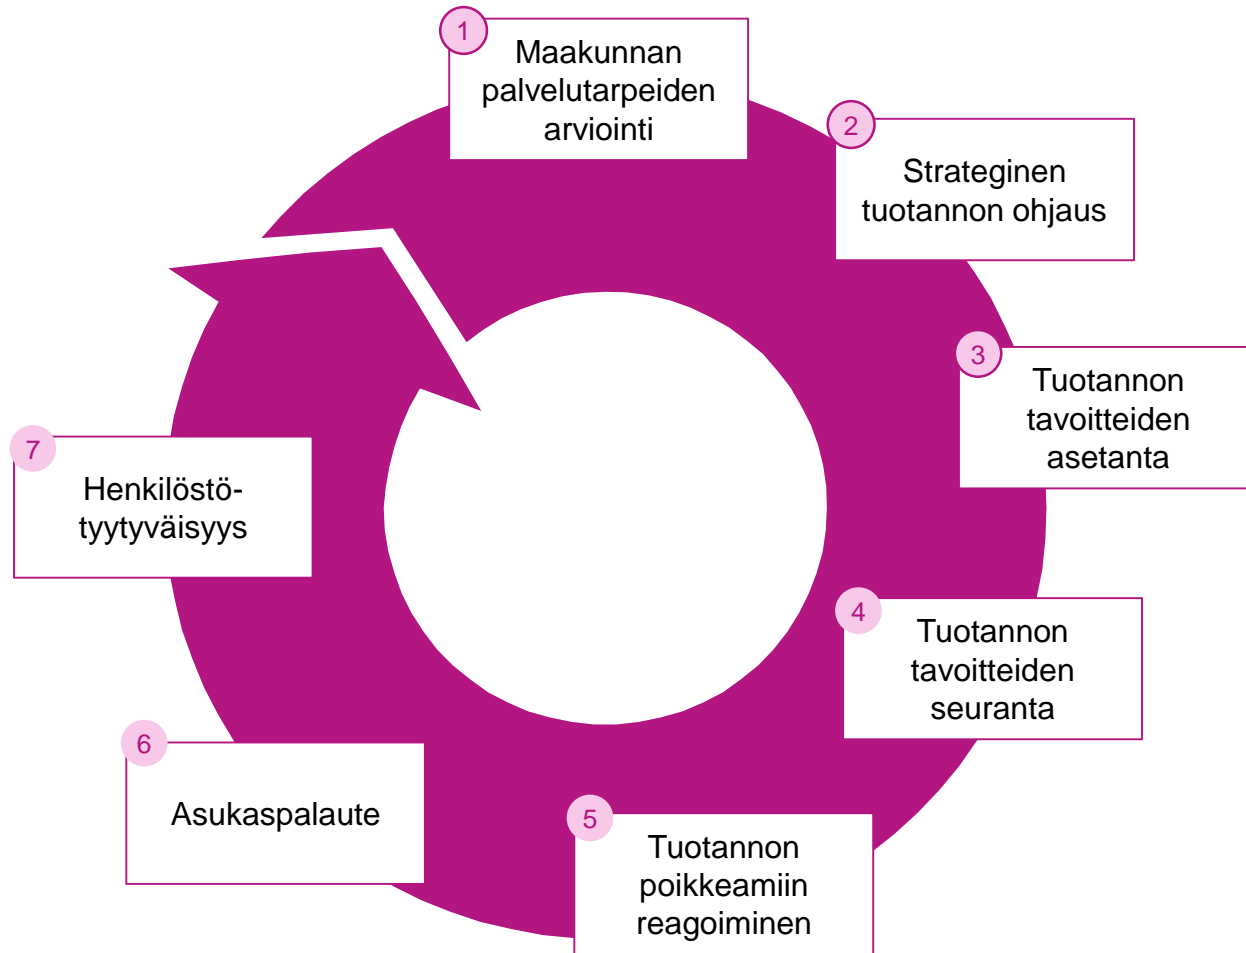 1
Maakunnan
palvelutarpeiden
arviointi
2
Strateginen
tuotannon ohjaus
3
Tuotannon
tavoitteiden
asetanta
4
Tuotannon
tavoitteiden
seuranta
5
Tuotannon
poikkeamiin
reagoiminen
6
Asukaspalaute
7
Henkilöstö-
tyytyväisyys